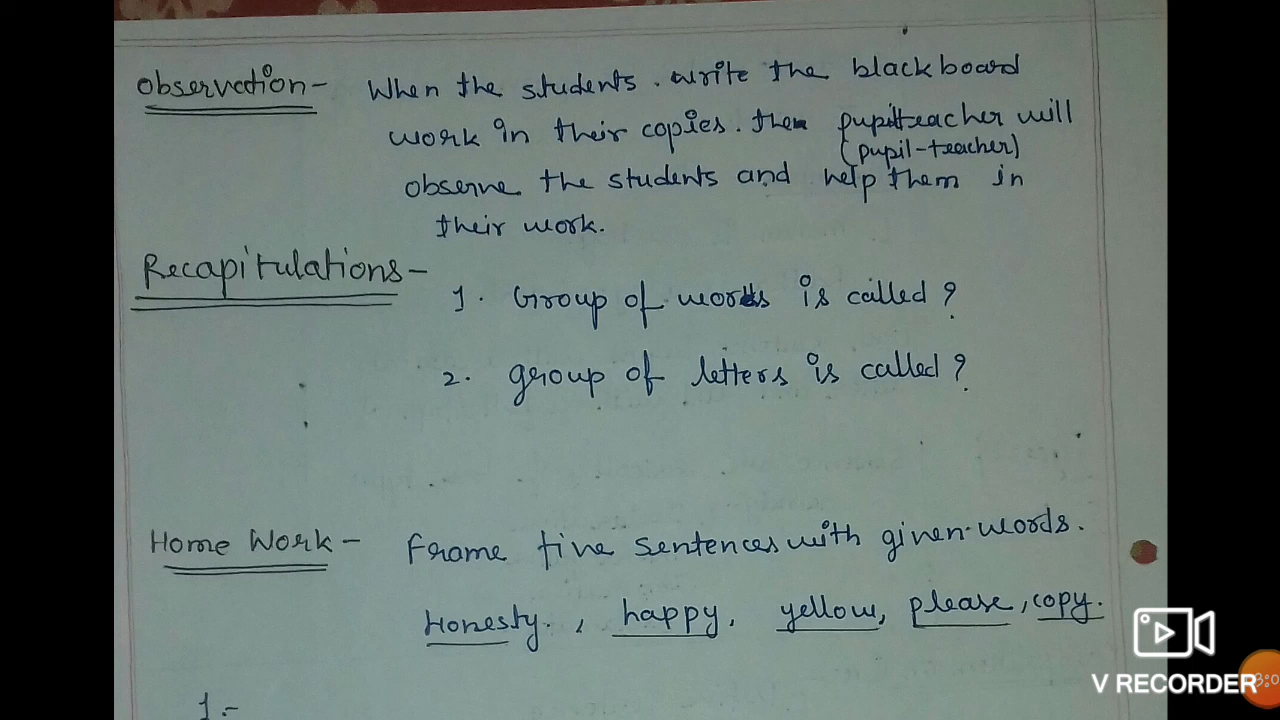 Observation- When the students. write the blackboard
work in their copies. then pupilteacher will
(pupil-teacher)
observe the students and help them in
their work.
Recapitulations-
1. Group of words is called?
2. group of letters is called?
Home Work- Frame five sentences with given words.
Honesty. , happy, yellow, please, copy.
1.-
V RECORDER